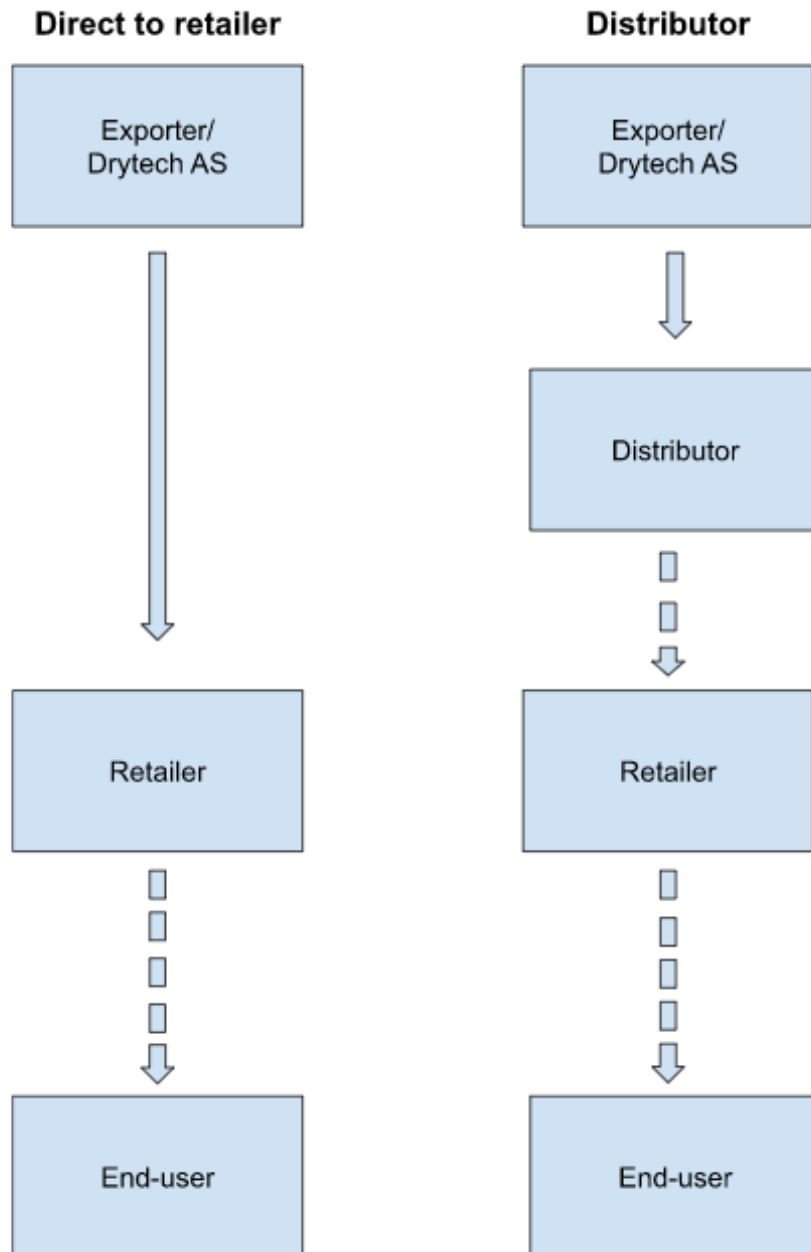 Direct to retailer
Exporter/
Drytech AS
Retailer
End-user
Distributor
Exporter/
Drytech AS
Distributor
Retailer
End-user